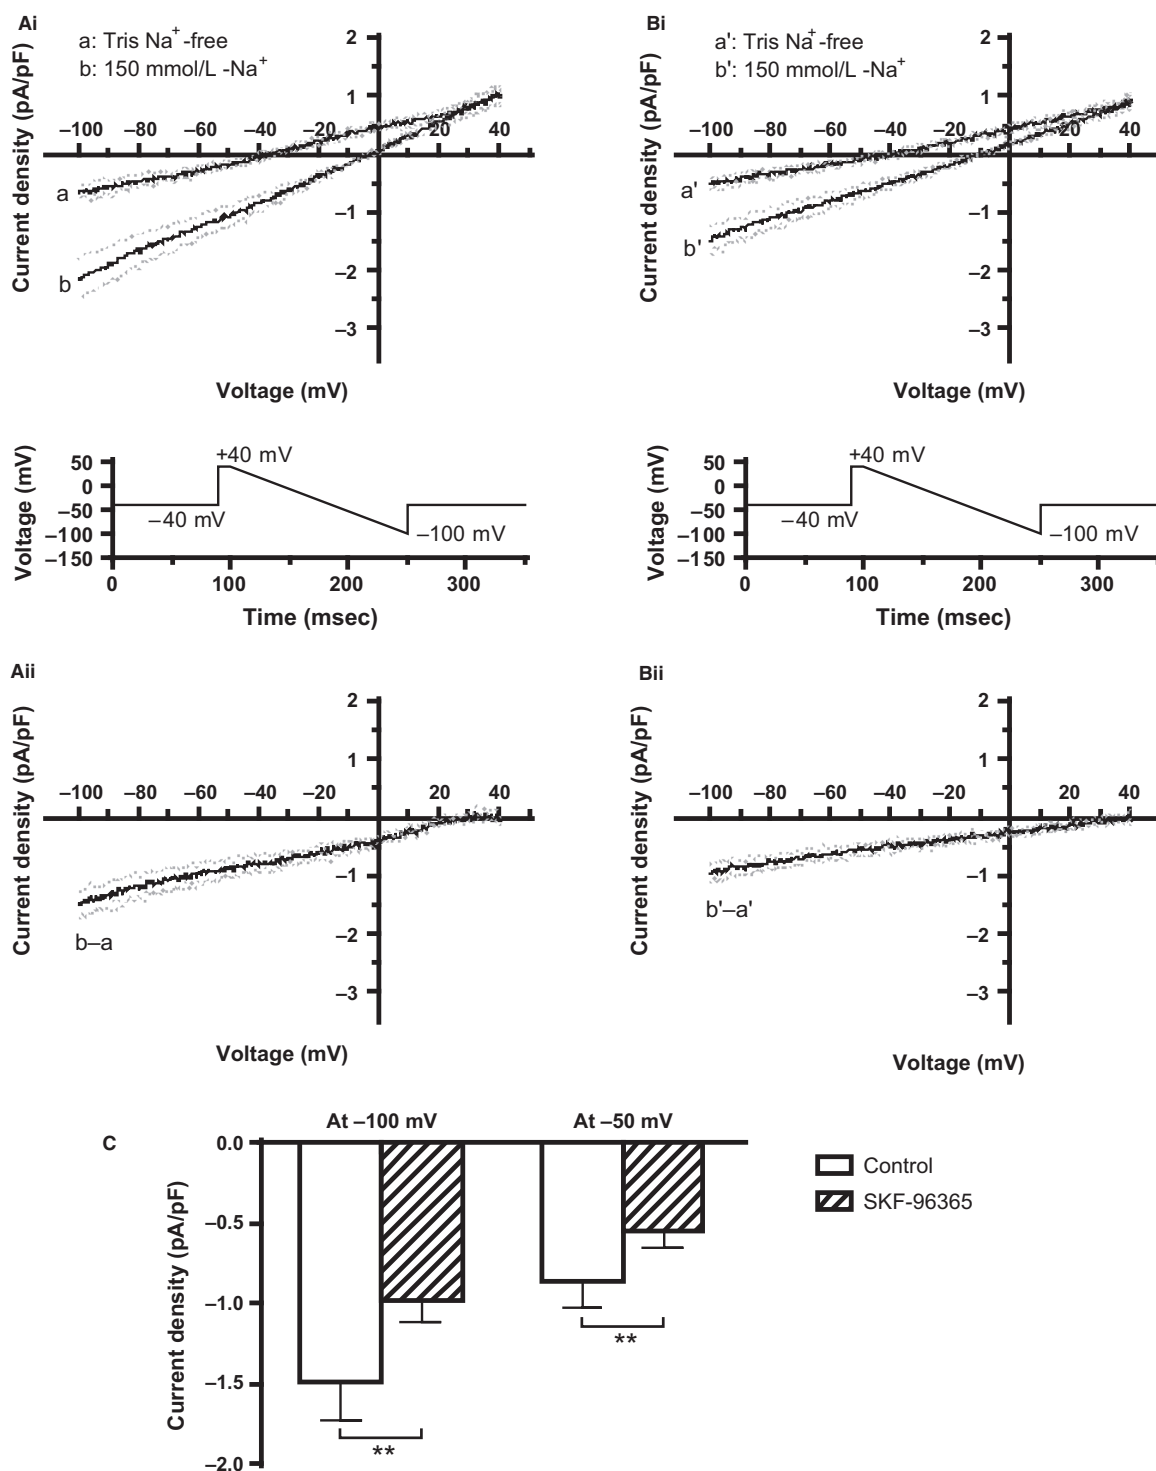 Ai
a: Tris Na+-free
b: 150 mmol/L -Na+
Current density (pA/pF)
2
1
–1
–2
–3
–100 –80 –60 –40 –20 20 40
a
b
Voltage (mV)
Bi
a': Tris Na+-free
b': 150 mmol/L -Na+
Current density (pA/pF)
2
1
–1
–2
–3
–100 –80 –60 –40 –20 20 40
a'
b'
Voltage (mV)
Voltage (mV)
50
0
–50
–100
–150
+40 mV
–40 mV
–100 mV
0 100 200 300
Time (msec)
Voltage (mV)
50
0
–50
–100
–150
+40 mV
–40 mV
–100 mV
0 100 200 300
Time (msec)
Aii
Current density (pA/pF)
2
1
–1
–2
–3
–100 –80 –60 –40 –20 20 40
b–a
Voltage (mV)
Bii
Current density (pA/pF)
2
1
–1
–2
–3
–100 –80 –60 –40 –20 20 40
b'–a'
Voltage (mV)
C
At –100 mV At –50 mV
Current density (pA/pF)
0.0
–0.5
–1.0
–1.5
–2.0
**
**
Control
SKF-96365